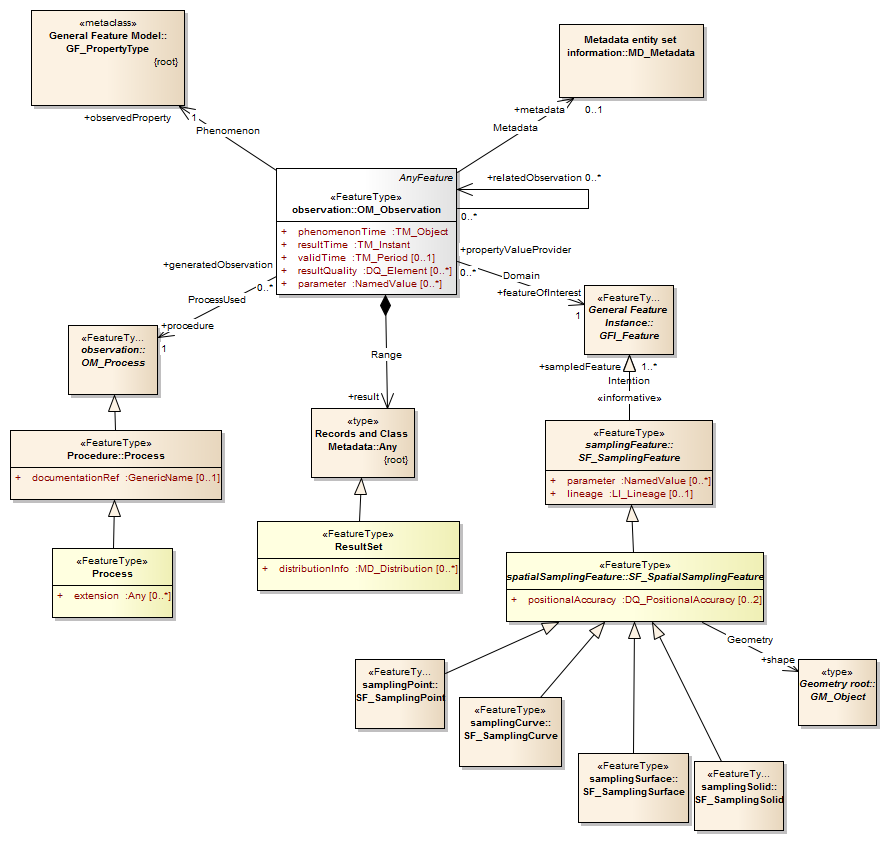 «metaclass»
General Feature Model::
GF_PropertyType
{root}
Metadata entity set
information::MD_Metadata
+observedProperty
1
Phenomenon
+metadata
0..1
Metadata
AnyFeature
«FeatureType»
observation::OM_Observation
+ phenomenonTime :TM_Object
+ resultTime :TM_Instant
+ validTime :TM_Period [0..1]
+ resultQuality :DQ_Element [0..*]
+ parameter :NamedValue [0..*]
+relatedObservation 0..*
0..*
+generatedObservation
0..*
ProcessUsed
+procedure
1
+propertyValueProvider
0..*
Domain
+featureOfInterest
1
«FeatureTy...
General Feature
Instance::
GFI_Feature
«FeatureTy...
observation::
OM_Process
Range
+result
+sampledFeature
1..*
Intention
«informative»
«type»
Records and Class
Metadata::Any
{root}
«FeatureType»
Procedure::Process
+ documentationRef :GenericName [0..1]
«FeatureType»
samplingFeature::
SF_SamplingFeature
+ parameter :NamedValue [0..*]
+ lineage :LI_Lineage [0..1]
«FeatureType»
ResultSet
+ distributionInfo :MD_Distribution [0..*]
«FeatureType»
Process
+ extension :Any [0..*]
«FeatureType»
spatialSamplingFeature::SF_SpatialSamplingFeature
+ positionalAccuracy :DQ_PositionalAccuracy [0..2]
Geometry
+shape
«type»
Geometry root::
GM_Object
«FeatureTy...
samplingPoint::
SF_SamplingPoint
«FeatureType»
samplingCurve::
SF_SamplingCurve
«FeatureType»
samplingSurface::
SF_SamplingSurface
«FeatureTy...
samplingSolid::
SF_SamplingSolid